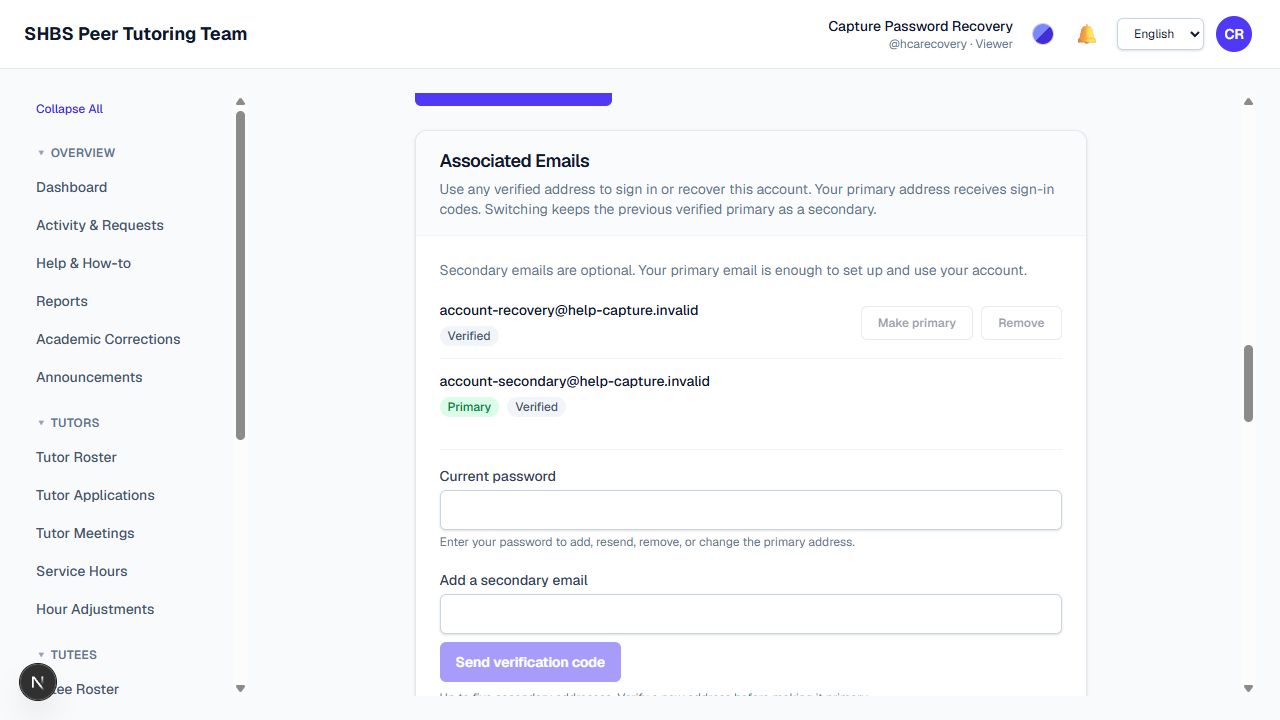 SHBS Peer Tutoring Team
Capture Password Recovery
@hcarecovery · Viewer
English
CR
Collapse All
OVERVIEW
Dashboard
Activity & Requests
Help & How-to
Reports
Academic Corrections
Announcements
TUTORS
Tutor Roster
Tutor Applications
Tutor Meetings
Service Hours
Hour Adjustments
TUTEES
Roster
N
Associated Emails
Use any verified address to sign in or recover this account. Your primary address receives sign-in
codes. Switching keeps the previous verified primary as a secondary.
Secondary emails are optional. Your primary email is enough to set up and use your account.
account-recovery@help-capture.invalid
Verified
Make primary
Remove
account-secondary@help-capture.invalid
Primary
Verified
Current password
Enter your password to add, resend, remove, or change the primary address.
Add a secondary email
Send verification code